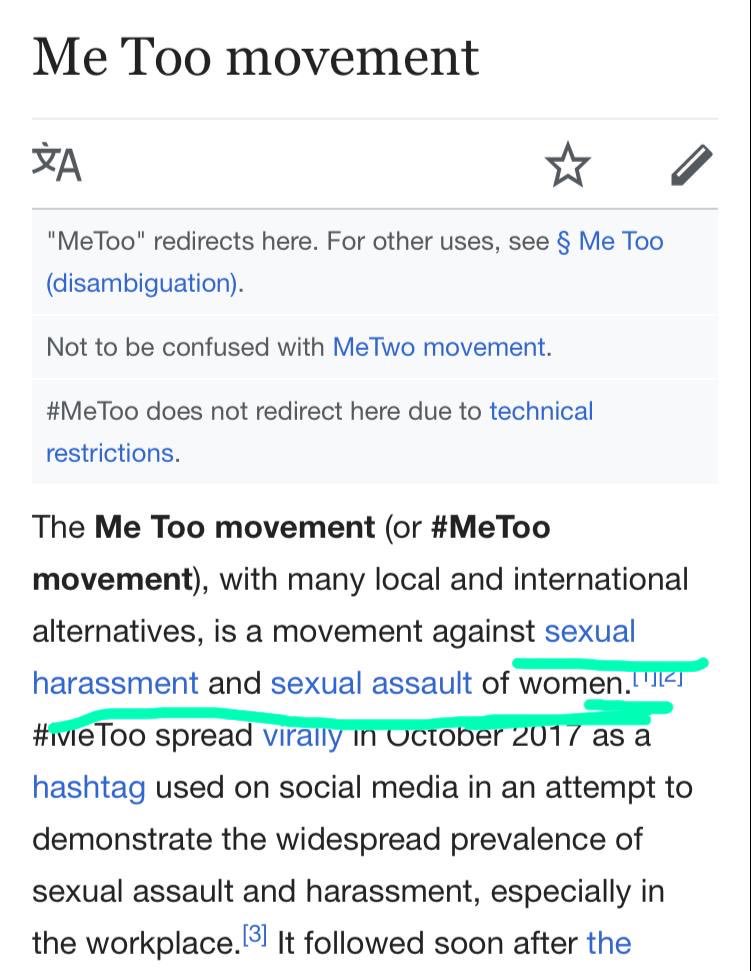 Me Too movement
文A
"MeToo" redirects here. For other uses, see § Me Too
(disambiguation).
Not to be confused with MeTwo movement.
#MeToo does not redirect here due to technical
restrictions.
The Me Too movement (or #MeToo
movement), with many local and international
alternatives, is a movement against sexual
harassment and sexual assault of women.[1][2]
#MeToo spread virally in October 2017 as a
hashtag used on social media in an attempt to
demonstrate the widespread prevalence of
sexual assault and harassment, especially in
the workplace.[3] It followed soon after the